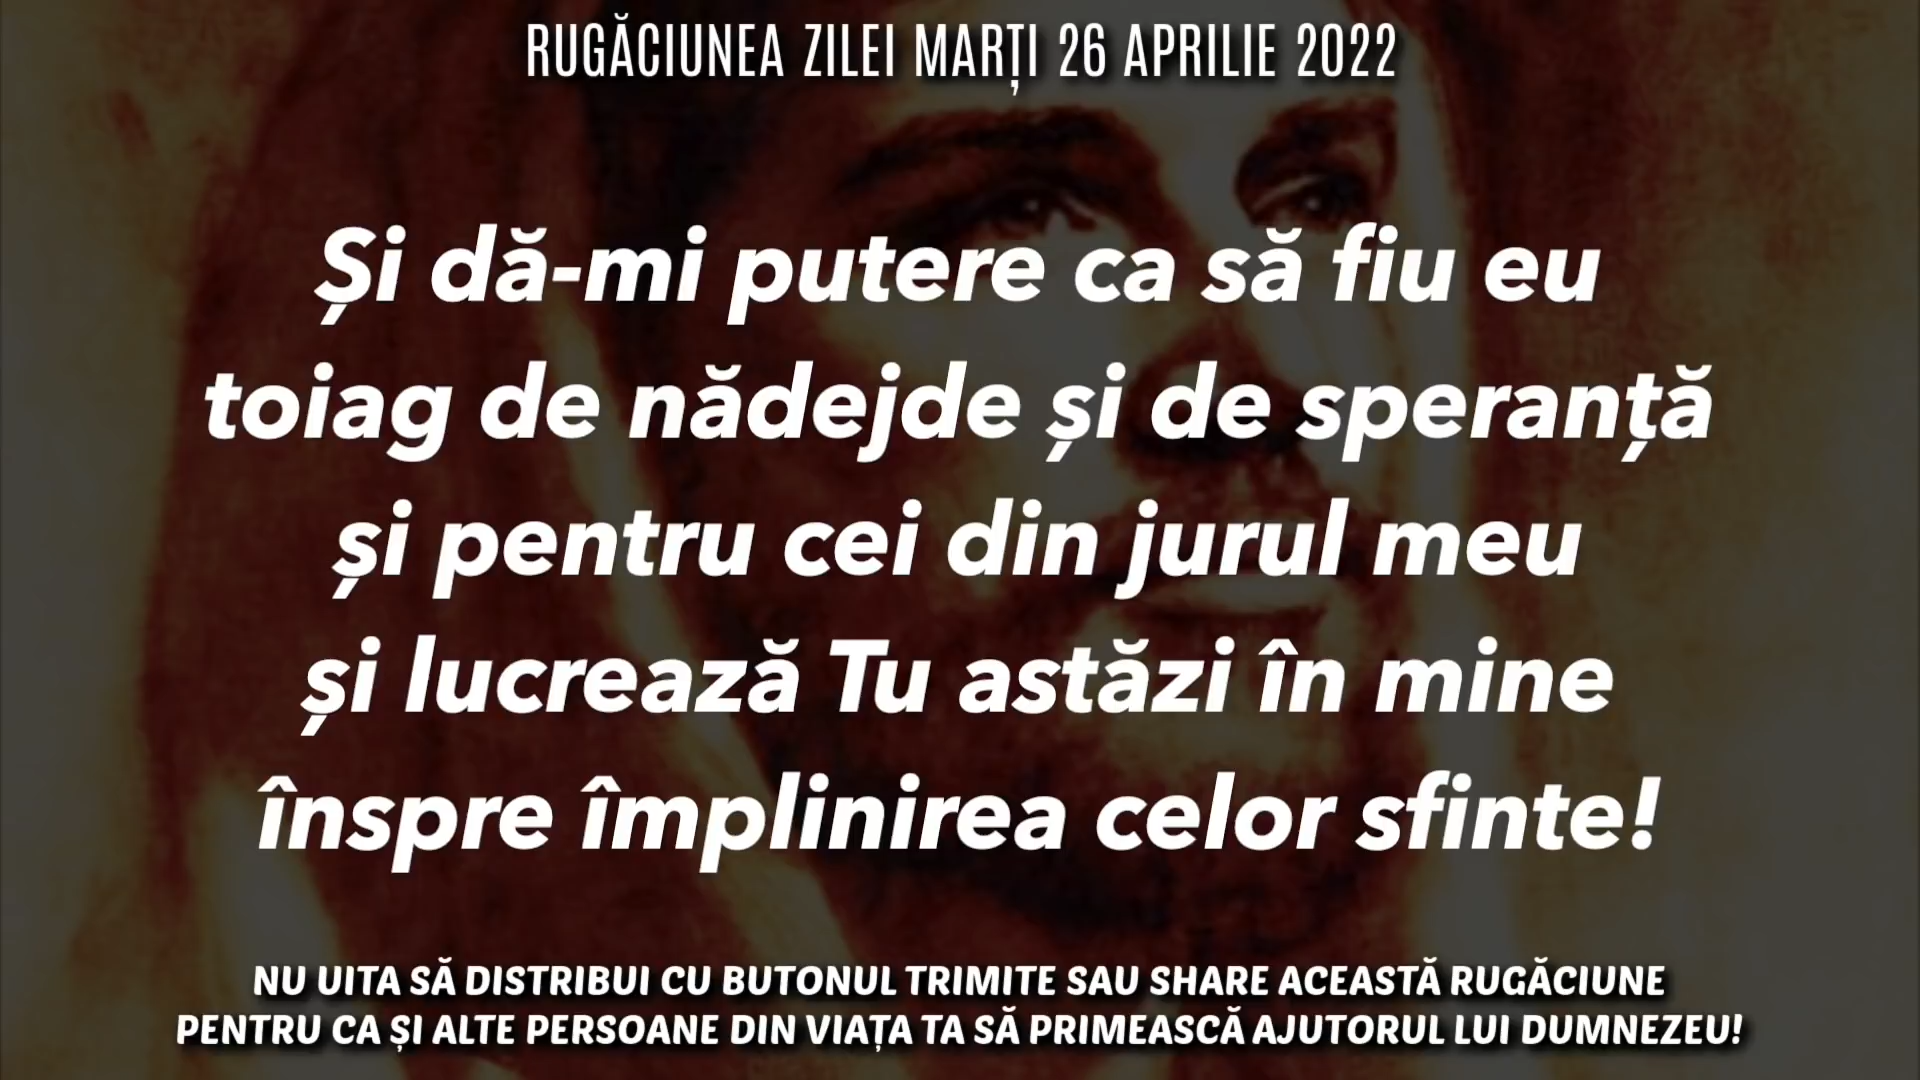 RUGĂCIUNEA ZILEI MARȚI 26 APRILIE 2022
Și dă-mi putere ca să fiu eu
toiag de nădejde și de speranță
și pentru cei din jurul meu
și lucrează Tu astăzi în mine
înspre împlinirea celor sfinte!
NU UITA SĂ DISTRIBUI CU BUTONUL TRIMITE SAU SHARE ACEASTĂ RUGĂCIUNE
PENTRU CA ȘI ALTE PERSOANE DIN VIAȚA TA SĂ PRIMEASCĂ AJUTORUL LUI DUMNEZEU!